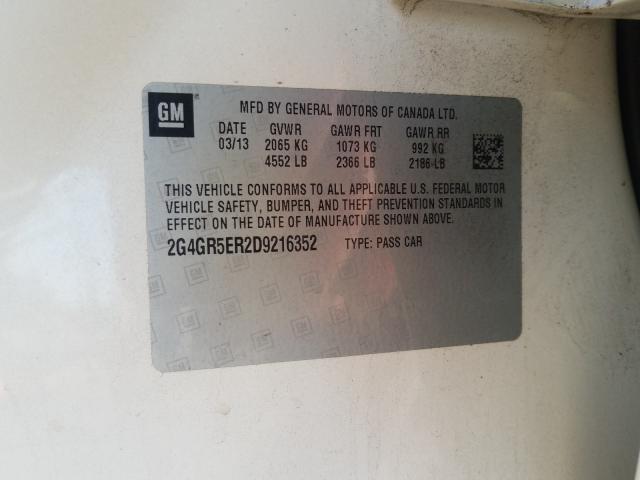 GM
MFD BY GENERAL MOTORS OF CANADA LTD.
DATE GVWR GAWR FRT GAWR RR
03/13 2065 KG 1073 KG 992 KG
4552 LB 2366 LB 2186 LB
THIS VEHICLE CONFORMS TO ALL APPLICABLE U.S. FEDERAL MOTOR
VEHICLE SAFETY, BUMPER, AND THEFT PREVENTION STANDARDS IN
EFFECT ON THE DATE OF MANUFACTURE SHOWN ABOVE.
2G4GR5ER2D9216352 TYPE: PASS CAR